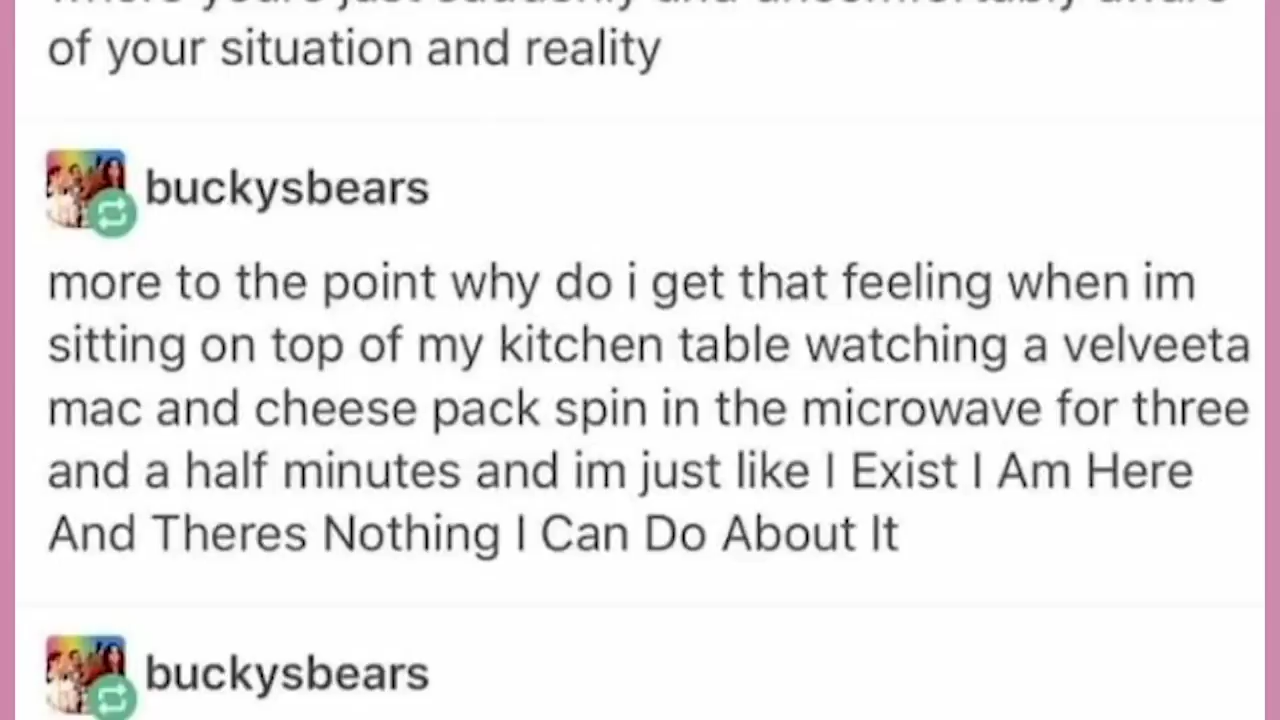 of your situation and reality
buckysbears
more to the point why do i get that feeling when im
sitting on top of my kitchen table watching a velveeta
mac and cheese pack spin in the microwave for three
and a half minutes and im just like I Exist I Am Here
And Theres Nothing I Can Do About It
buckysbears